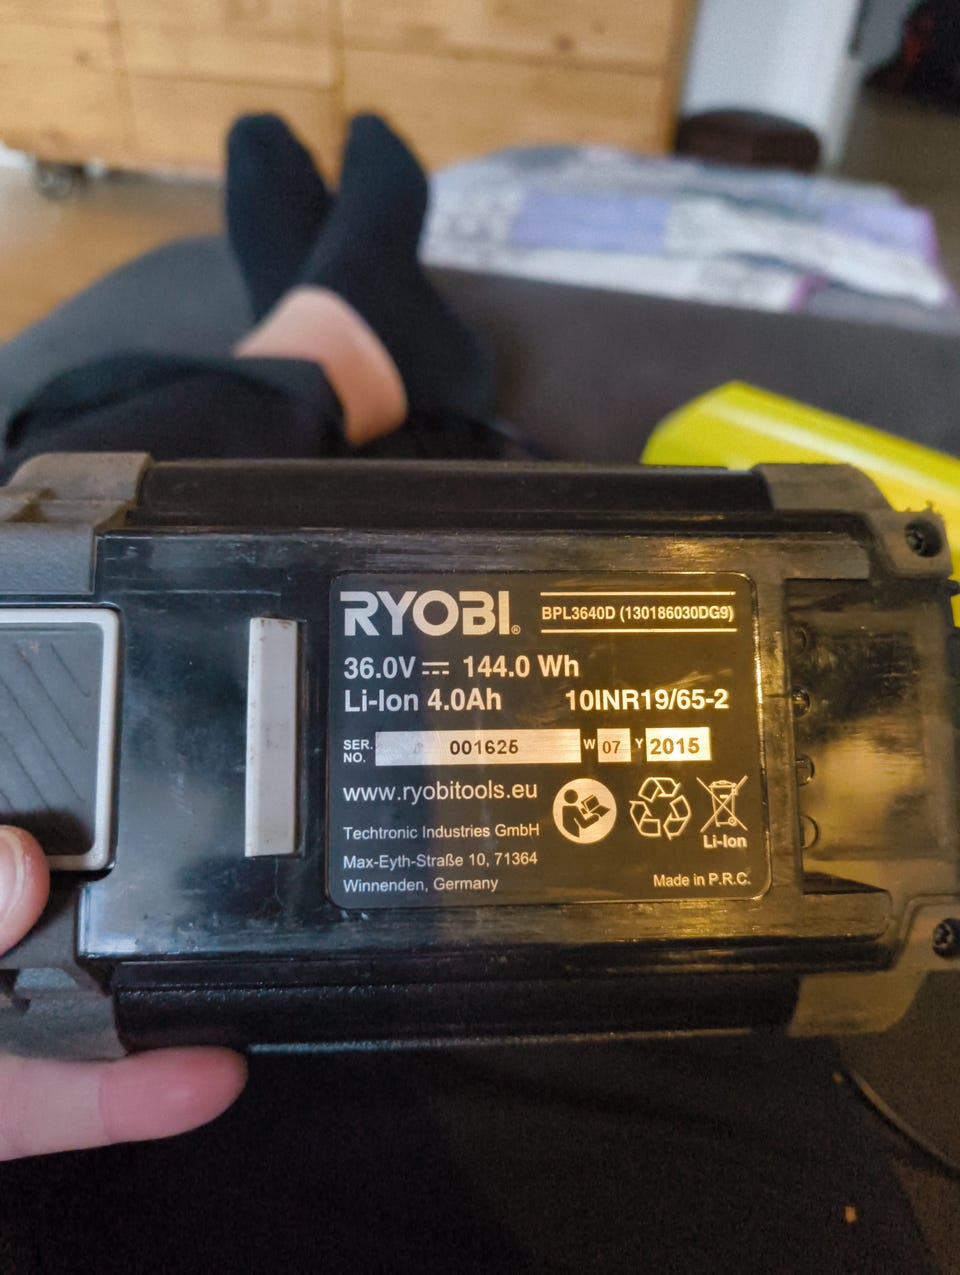 RYOBI® BPL3640D (130186030DG9)
36.0V 144.0 Wh
Li-Ion 4.0Ah 10INR19/65-2
SER. NO. 001625 W 07 Y 2015
www.ryobitools.eu
Techtronic Industries GmbH
Max-Eyth-Straße 10, 71364
Winnenden, Germany
Li-Ion
Made in P.R.C.